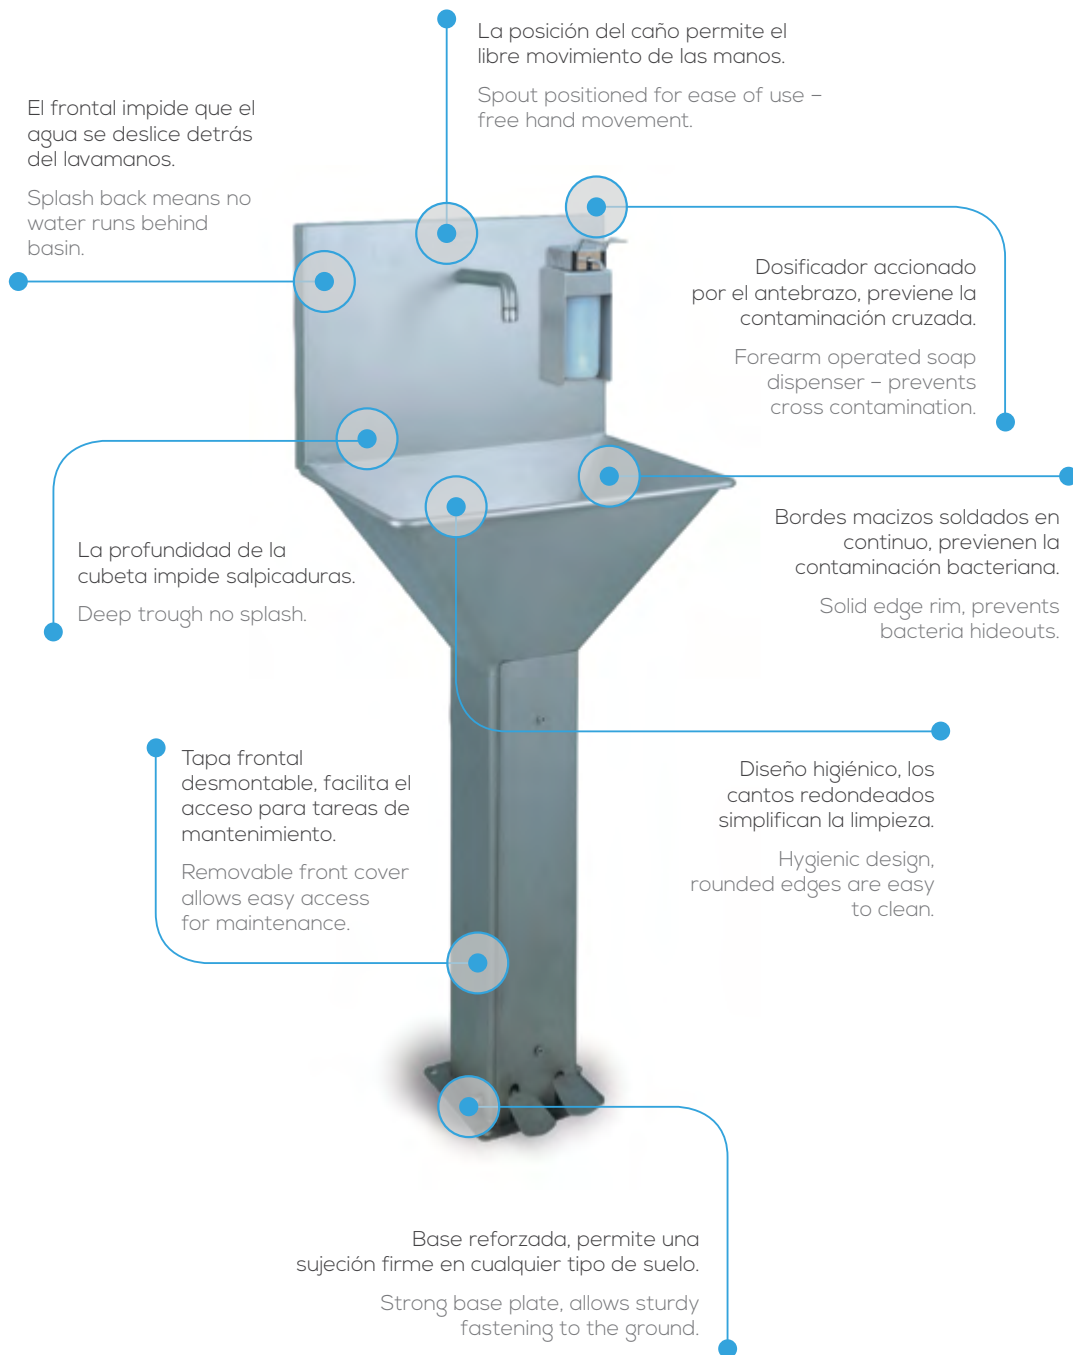 La posición del caño permite el
libre movimiento de las manos.
Spout positioned for ease of use –
free hand movement.
El frontal impide que el
agua se deslice detrás
del lavamanos.
Splash back means no
water runs behind
basin.
Dosificador accionado
por el antebrazo, previene la
contaminación cruzada.
Forearm operated soap
dispenser – prevents
cross contamination.
La profundidad de la
cubeta impide salpicaduras.
Deep trough no splash.
Bordes macizos soldados en
continuo, previenen la
contaminación bacteriana.
Solid edge rim, prevents
bacteria hideouts.
Tapa frontal
desmontable, facilita el
acceso para tareas de
mantenimiento.
Removable front cover
allows easy access
for maintenance.
Diseño higiénico, los
cantos redondeados
simplifican la limpieza.
Hygienic design,
rounded edges are easy
to clean.
Base reforzada, permite una
sujeción firme en cualquier tipo de suelo.
Strong base plate, allows sturdy
fastening to the ground.